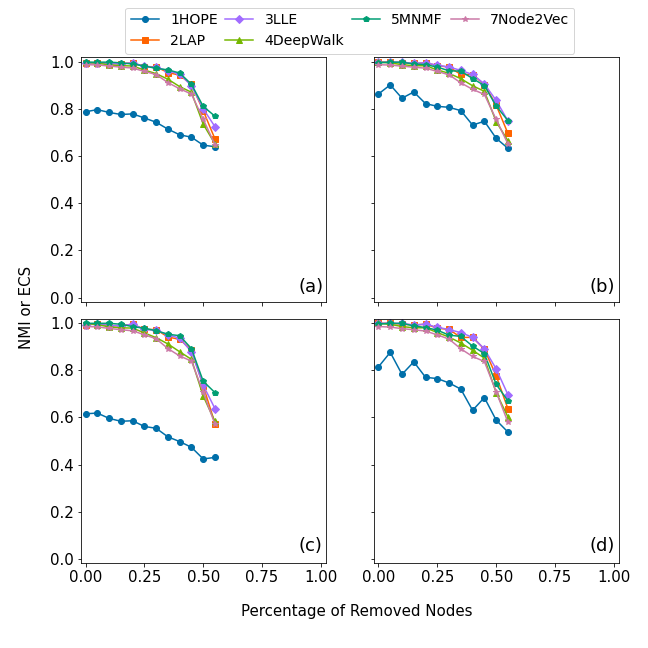 1HOPE 3LLE 5MNMF 7Node2Vec
2LAP 4DeepWalk
1.0
0.8
0.6
0.4
0.2
0.0
(a) (b)
NMI or ECS
1.0
0.8
0.6
0.4
0.2
0.0
(c) (d)
0.00 0.25 0.50 0.75 1.00 0.00 0.25 0.50 0.75 1.00
Percentage of Removed Nodes